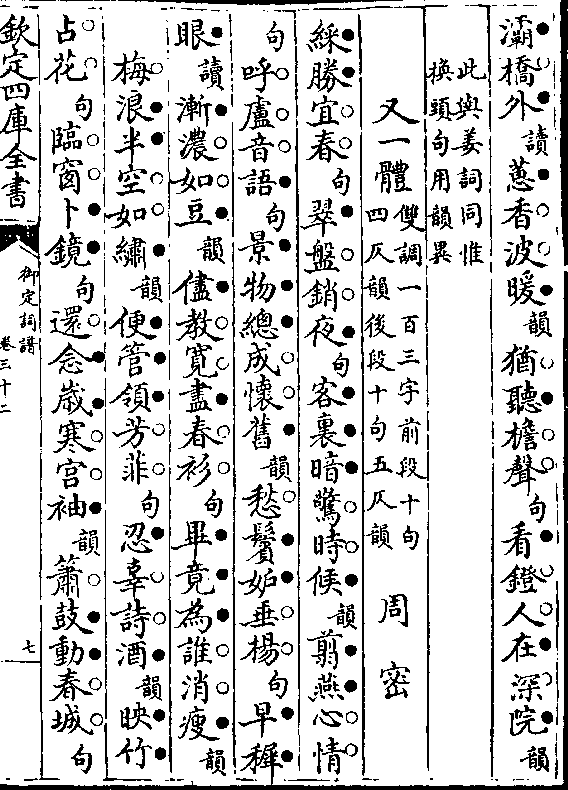 灞橋外讀蔥香波暖韻猶聽檐聲句看鐙人在深院韻
此與姜詞同惟
換頭句用韻異
又一體雙調一百三字前段十句
四仄韻後段十句五仄韻周密
綵勝宜春句翠盤銷夜句客裏暗驚時候韻翦燕心情
句呼盧音語句景物總成懷舊韻愁鬢妒垂楊句早穉
眼讀漸濃如豆韻儘教寬盡春衫句畢竟為誰消瘦韻
梅浪半空如繡韻便管領芳菲句忍辜詩酒韻映竹
占花句臨窗卜鏡句還念歲寒宮袖韻簫鼓動春城句
欽定四庫全書
御定詞譜
卷三十二
七